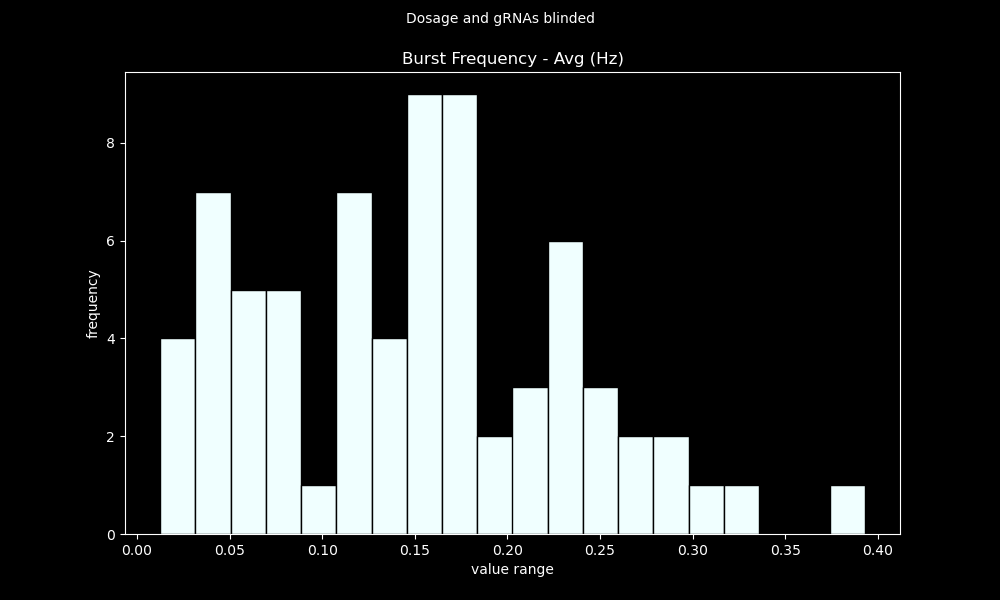 Dosage and gRNAs blinded
Burst Frequency - Avg (Hz)
8
6
4
2
0
frequency
0.00 0.05 0.10 0.15 0.20 0.25 0.30 0.35 0.40
value range